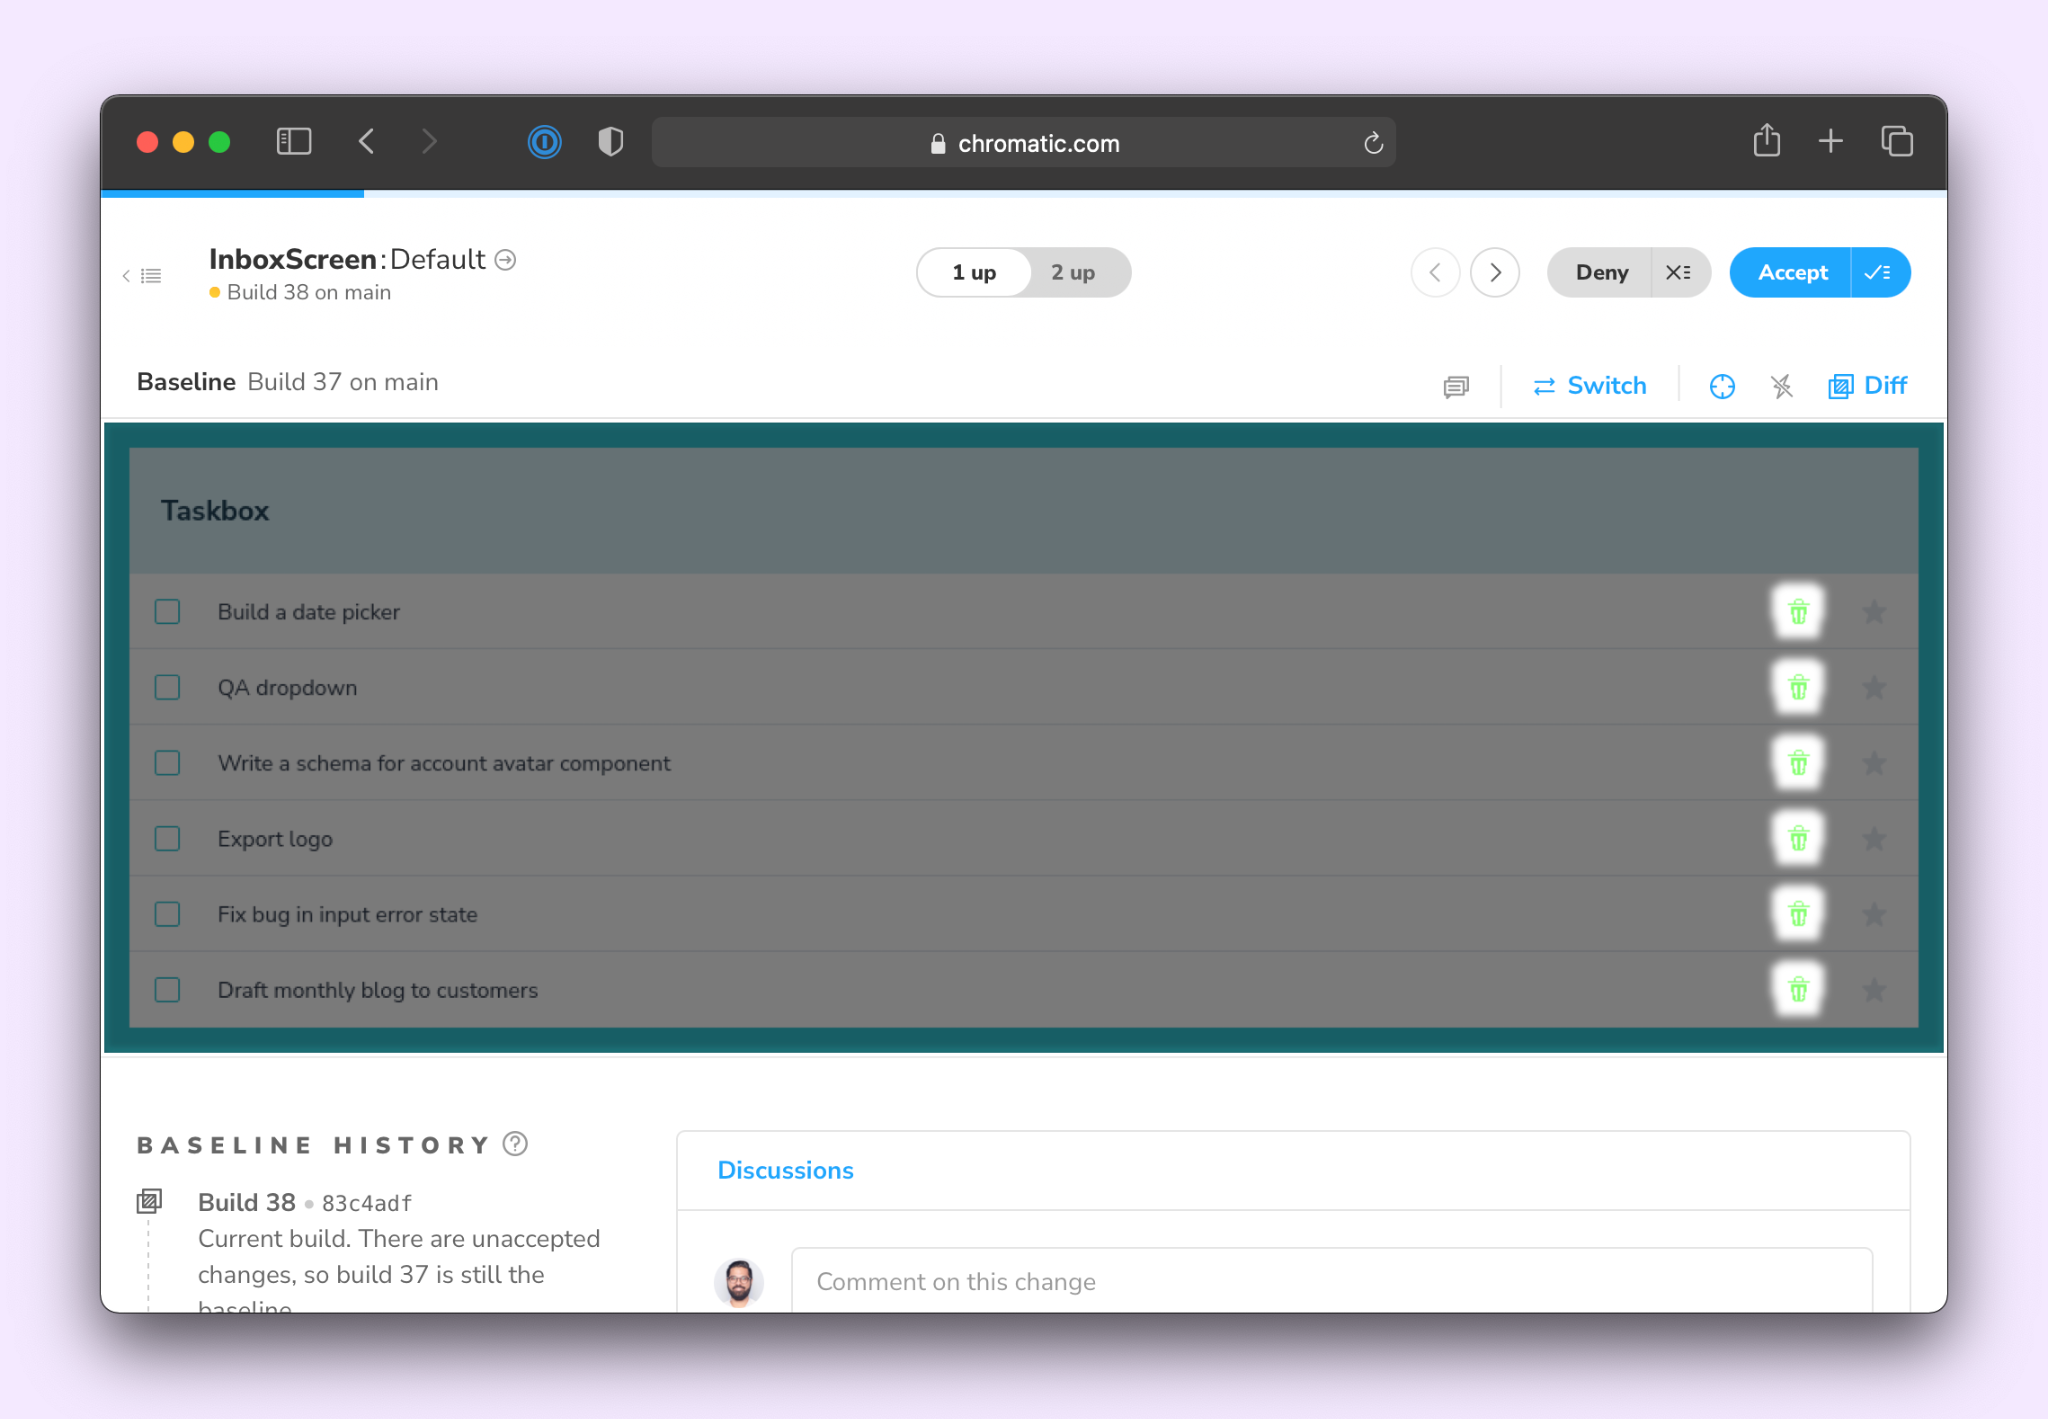 chromatic.com
InboxScreen: Default
Build 38 on main
1 up 2 up
Deny Accept
Baseline Build 37 on main
Switch Diff
Taskbox
Build a date picker
QA dropdown
Write a schema for account avatar component
Export logo
Fix bug in input error state
Draft monthly blog to customers
BASELINE HISTORY
Build 38 • 83c4adf
Current build. There are unaccepted
changes, so build 37 is still the
baseline
Discussions
Comment on this change